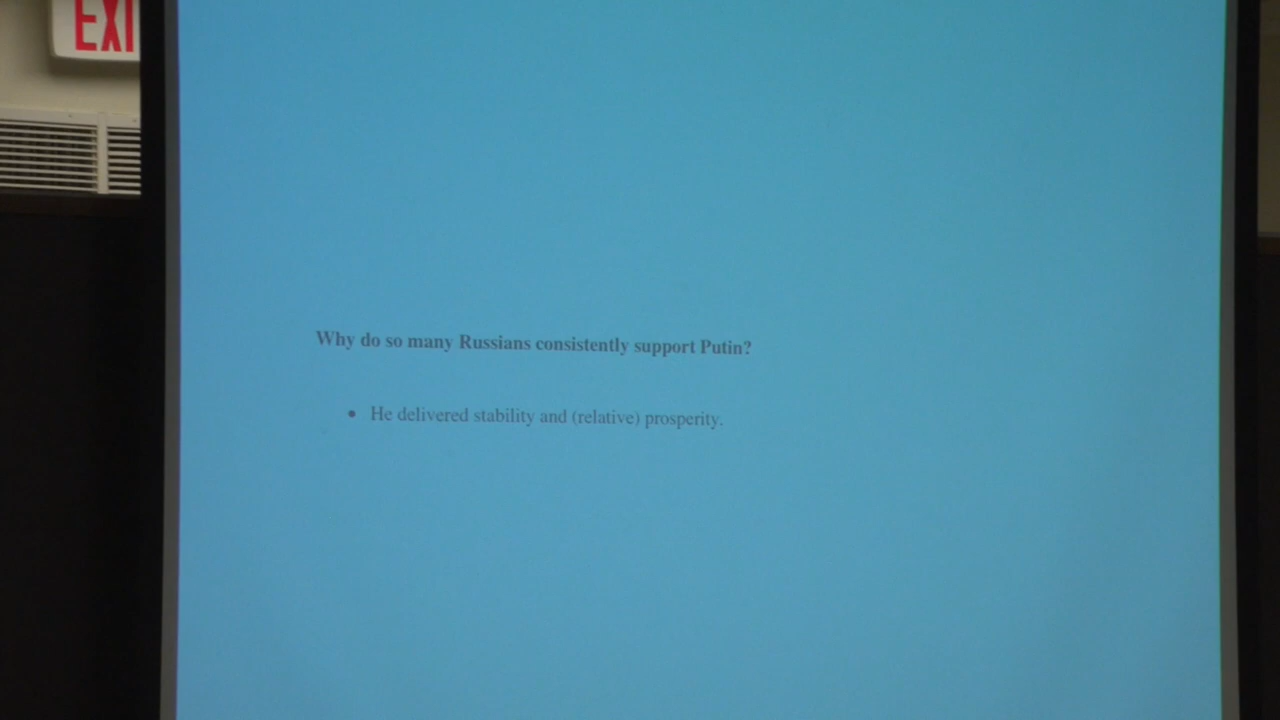 EXI
Why do so many Russians consistently support Putin?
• He delivered stability and (relative) prosperity.